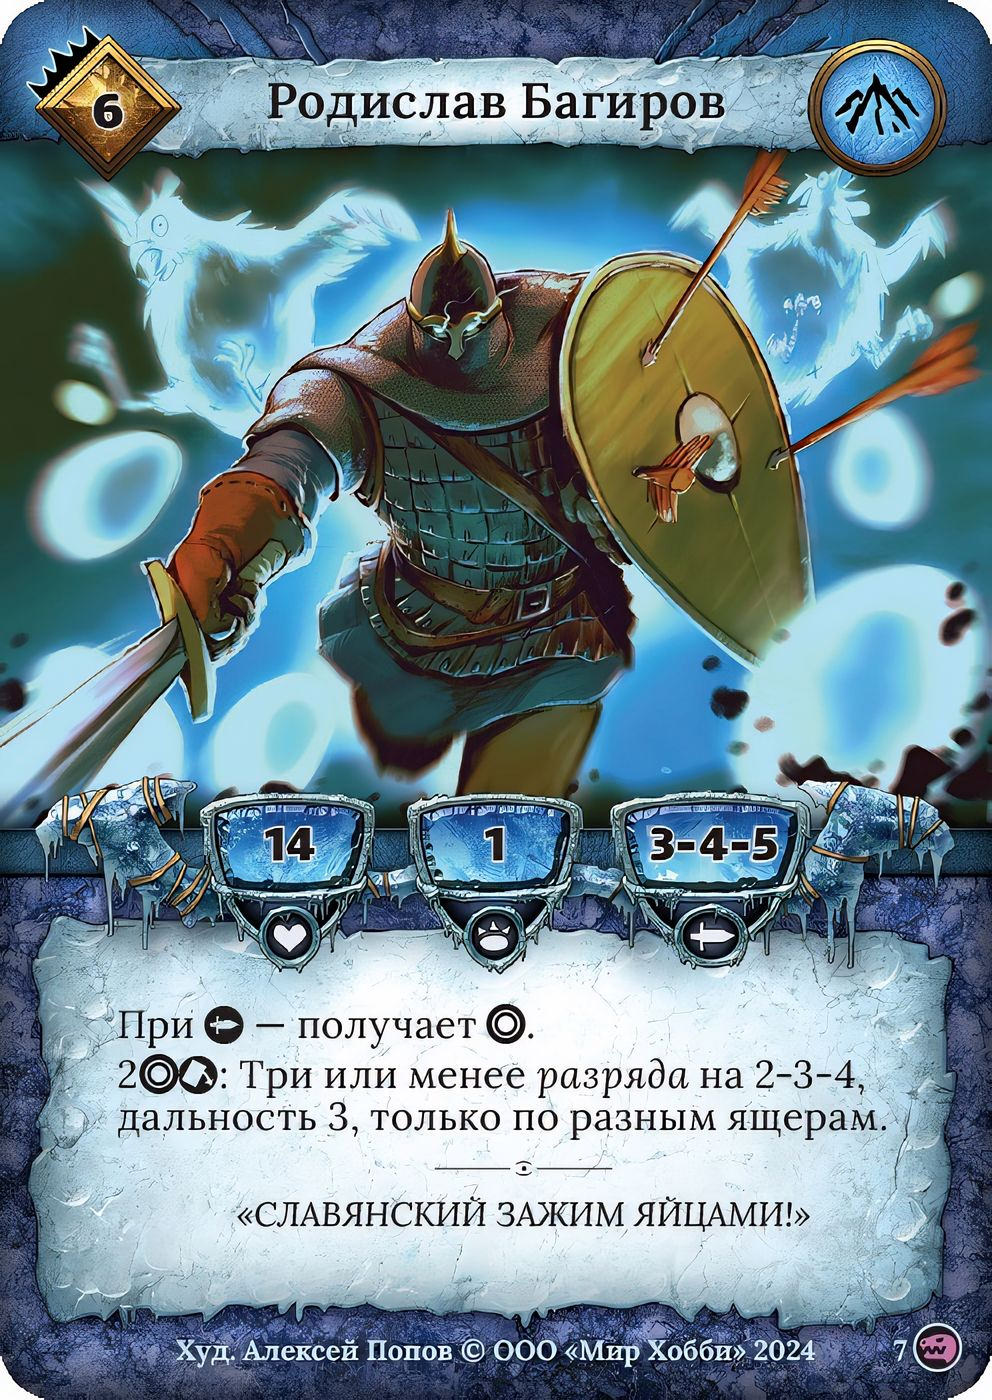 6
Родислав Багиров
14
1
3-4-5
При — получает .
2: Три или менее разряда на 2-3-4,
дальность 3, только по разным ящерам.
«СЛАВЯНСКИЙ ЗАЖИМ ЯЙЦАМИ!»
Худ. Алексей Попов © ООО «Мир Хобби» 2024
7